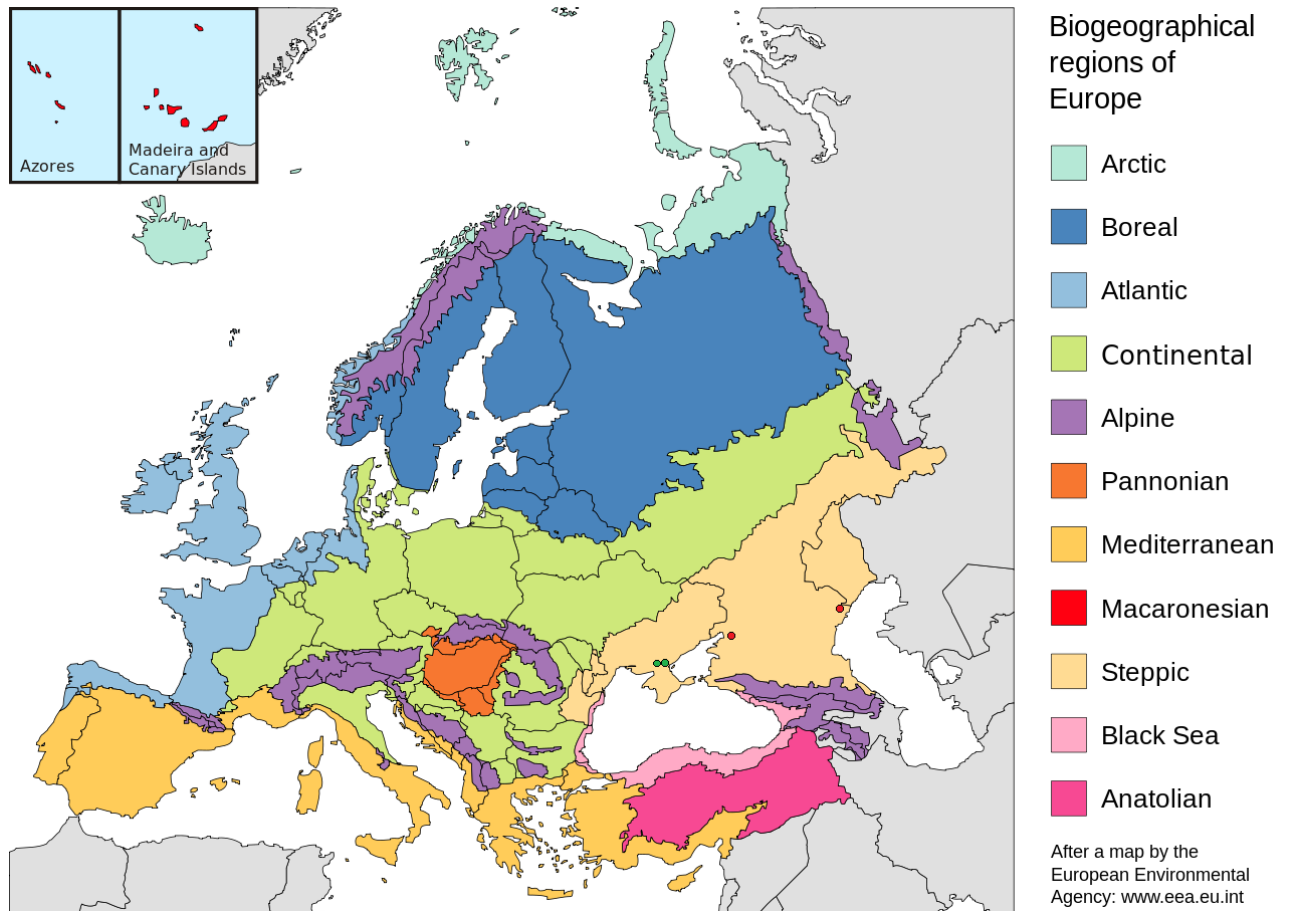 Azores
Madeira and
Canary Islands
Biogeographical
regions of
Europe
Arctic
Boreal
Atlantic
Continental
Alpine
Pannonian
Mediterranean
Macaronesian
Steppic
Black Sea
Anatolian
After a map by the
European Environmental
Agency: www.eea.eu.int